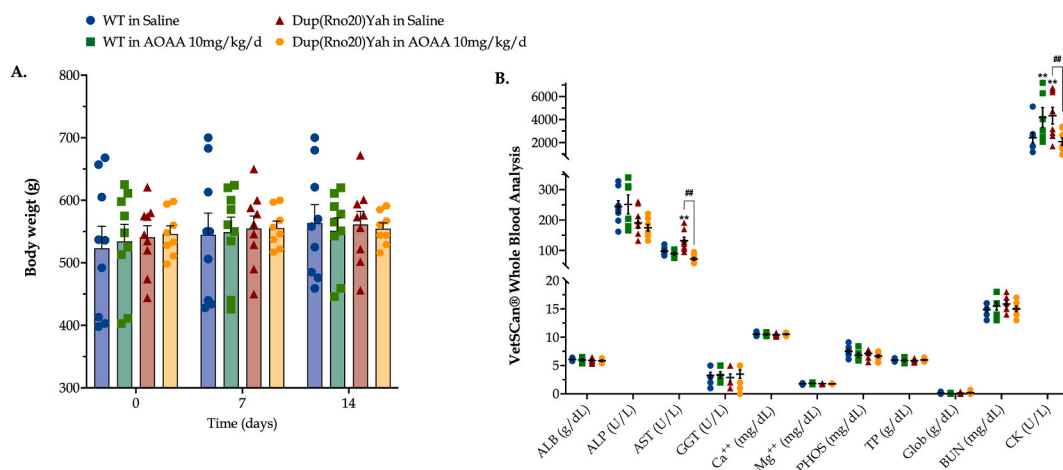 WT in Saline
Dup(Rno20)Yah in Saline
WT in AOAA 10mg/kg/d
Dup(Rno20)Yah in AOAA 10mg/kg/d
A.
Body weigt (g)
800
700
600
500
400
300
0
7
14
Time (days)
B.
VetSCan® Whole Blood Analysis
6000
4000
2000
300
200
100
20
15
10
5
0
**
##
**
**
##
ALB (g/dL)
ALP (U/L)
AST (U/L)
GGT (U/L)
Ca⁺⁺ (mg/dL)
Mg⁺⁺ (mg/dL)
PHOS (mg/dL)
TP (g/dL)
Glob (g/dL)
BUN (mg/dL)
CK (U/L)